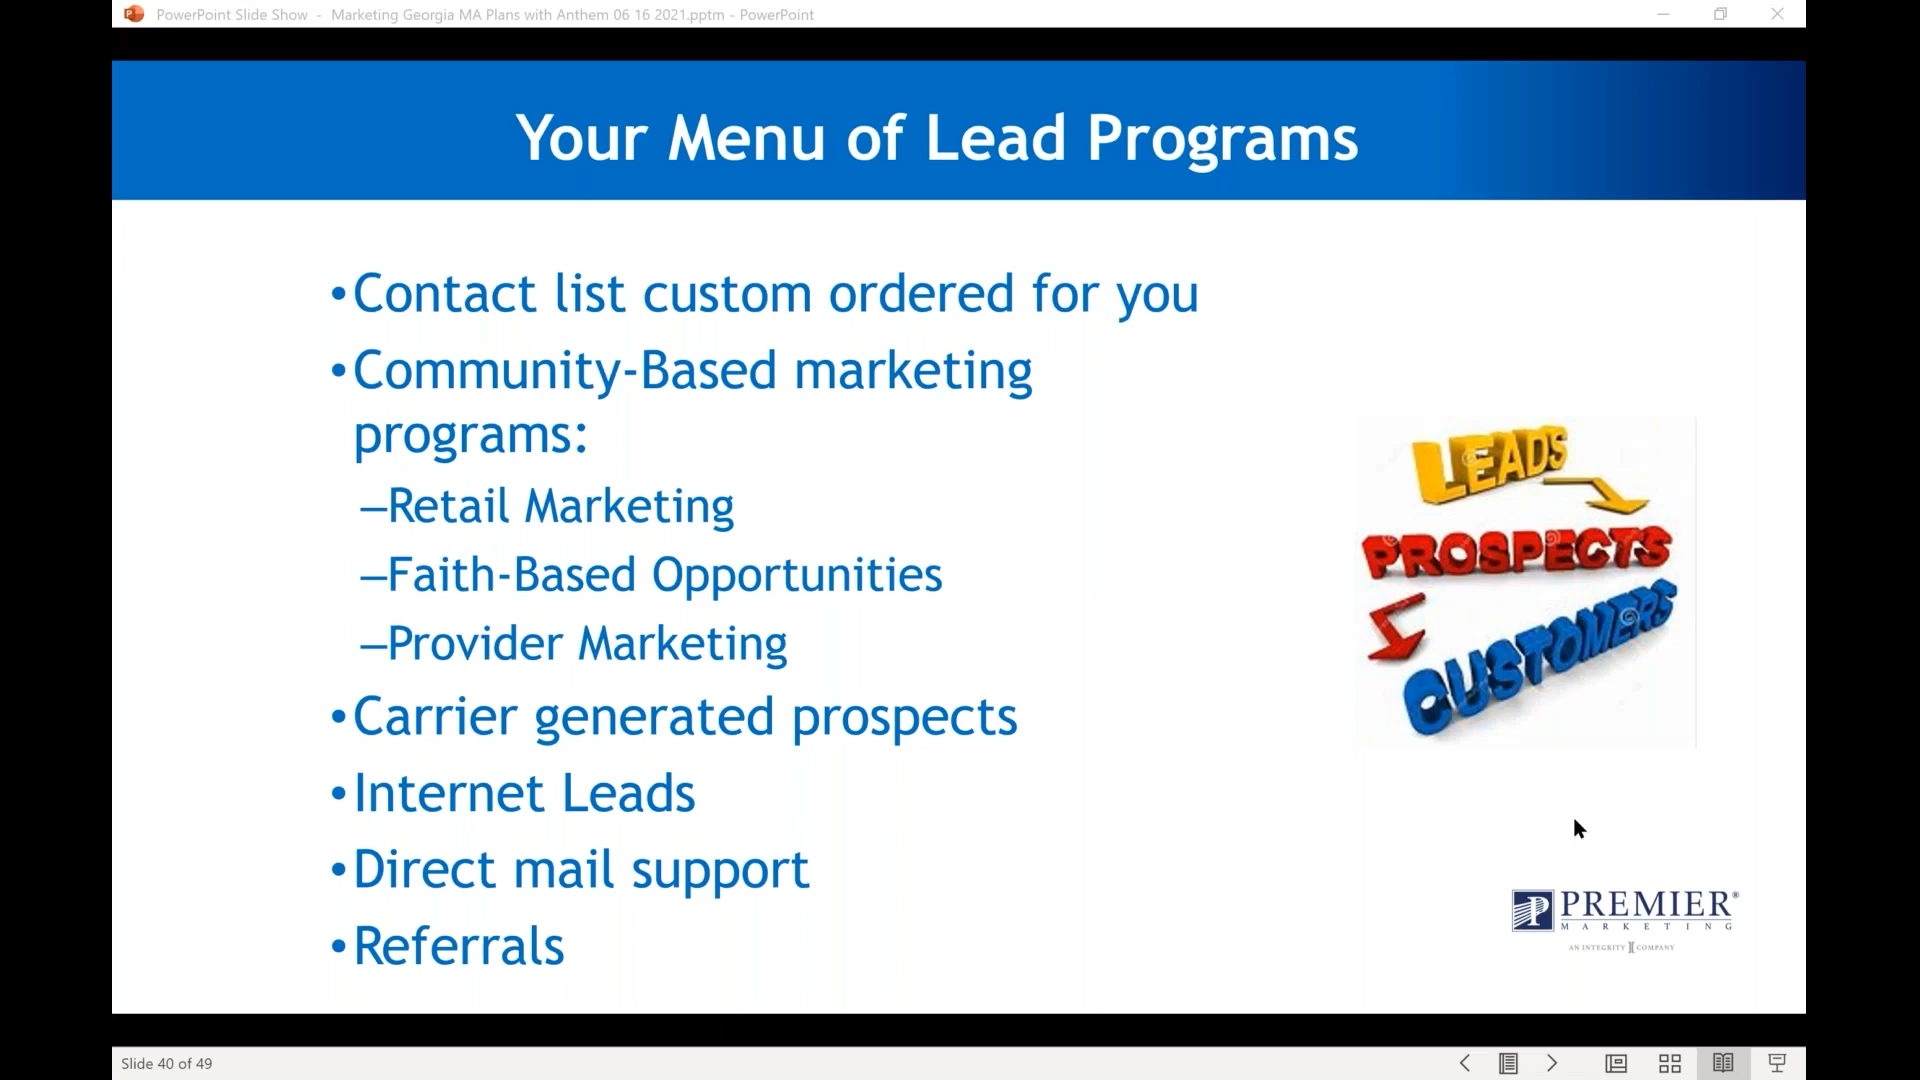 PowerPoint Slide Show - Marketing Georgia MA Plans with Anthem 06 16 2021.pptm - PowerPoint
Your Menu of Lead Programs
•Contact list custom ordered for you
•Community-Based marketing
programs:
–Retail Marketing
–Faith-Based Opportunities
–Provider Marketing
•Carrier generated prospects
•Internet Leads
•Direct mail support
•Referrals
LEADS
PROSPECTS
CUSTOMERS
P PREMIER®
MARKETING
AN INTEGRITY COMPANY
Slide 40 of 49